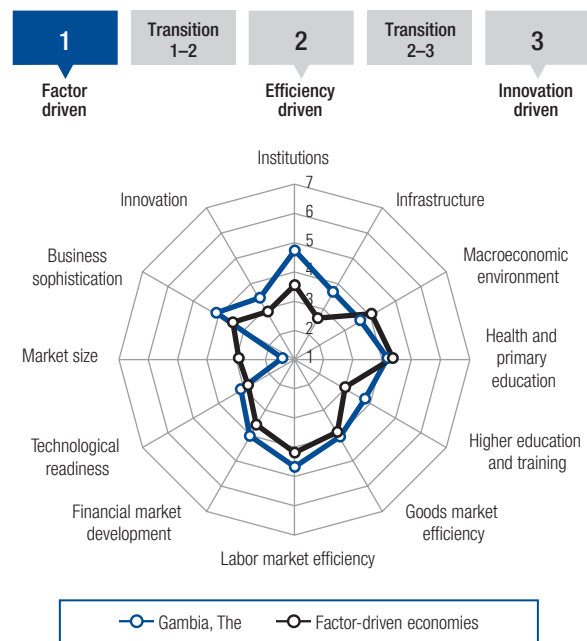 1
Transition
1–2
2
Transition
2–3
3
Factor
driven
Efficiency
driven
Innovation
driven
Institutions
Infrastructure
Macroeconomic
environment
Health and
primary
education
Higher education
and training
Goods market
efficiency
Labor market efficiency
Financial market
development
Technological
readiness
Market size
Business
sophistication
Innovation
7
6
5
4
3
2
1
Gambia, The
Factor-driven economies